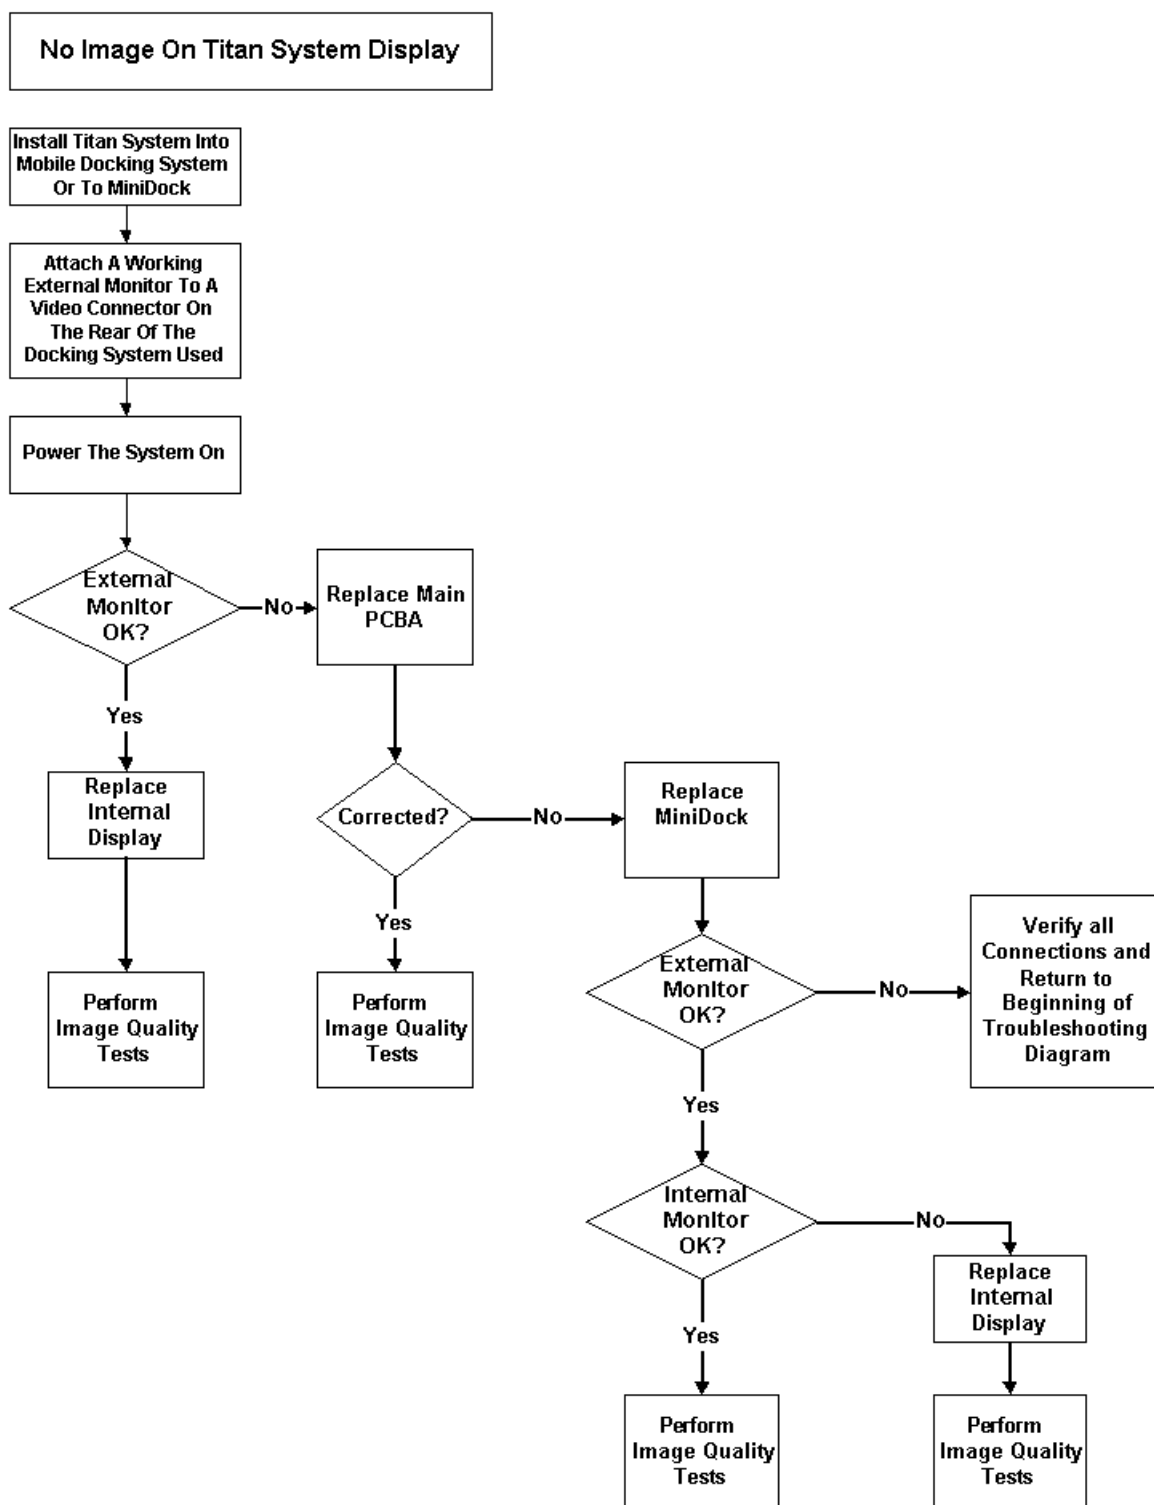 No Image On Titan System Display
Install Titan System Into
Mobile Docking System
Or To MiniDock
Attach A Working
External Monitor To A
Video Connector On
The Rear Of The
Docking System Used
Power The System On
External
Monitor
OK?
No
Replace Main
PCBA
Yes
Replace
Internal
Display
Corrected?
No
Replace
MiniDock
Yes
Perform
Image Quality
Tests
Perform
Image Quality
Tests
External
Monitor
OK?
No
Verify all
Connections and
Return to
Beginning of
Troubleshooting
Diagram
Yes
Internal
Monitor
OK?
No
Replace
Internal
Display
Yes
Perform
Image Quality
Tests
Perform
Image Quality
Tests